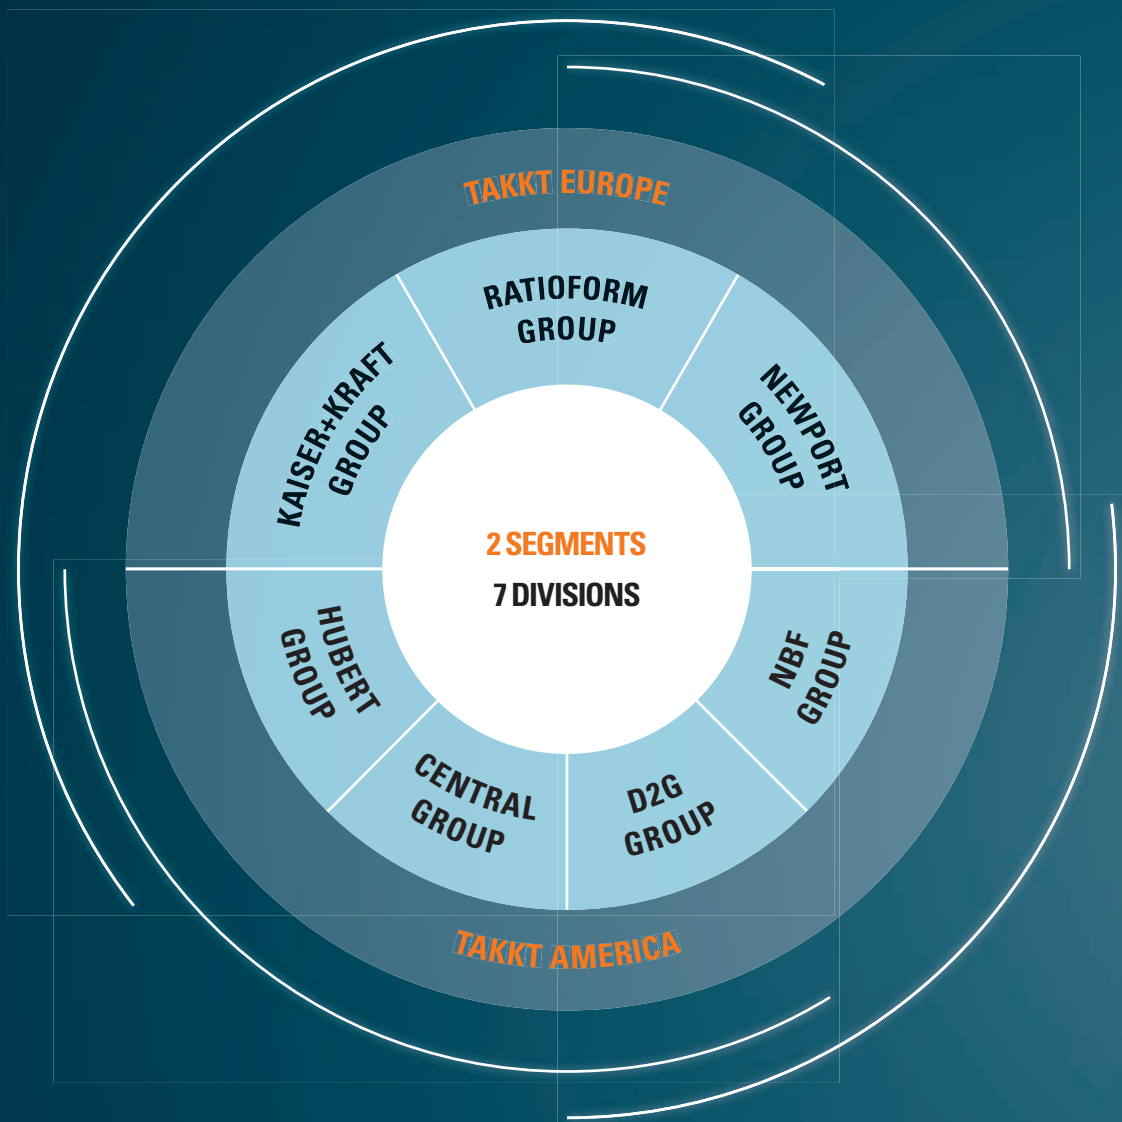 TAKKT EUROPE
RATIOFORM
GROUP
KAISER+KRAFT
GROUP
NEWPORT
GROUP
2 SEGMENTS
7 DIVISIONS
HUBERT
GROUP
NBF
GROUP
CENTRAL
GROUP
D2G
GROUP
TAKKT AMERICA